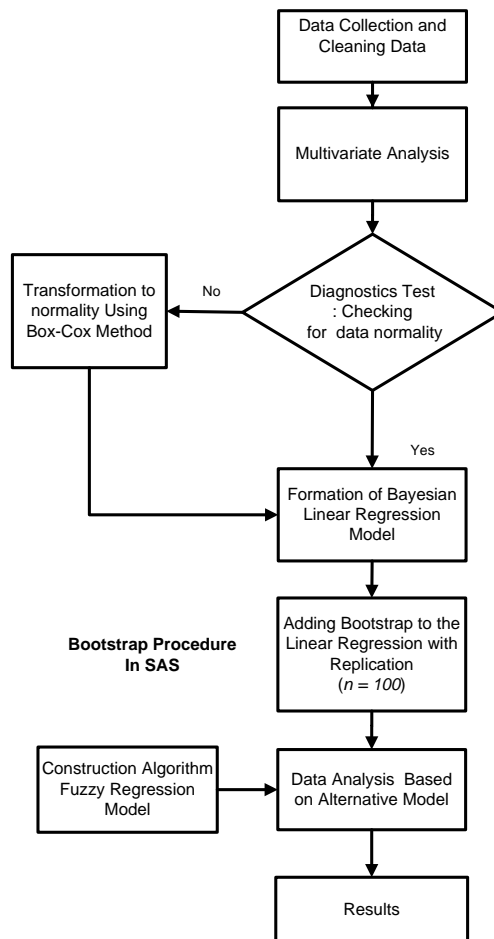 Data Collection and
Cleaning Data
Multivariate Analysis
Diagnostics Test
: Checking
for data normality
No
Transformation to
normality Using
Box-Cox Method
Yes
Formation of Bayesian
Linear Regression
Model
Adding Bootstrap to the
Linear Regression with
Replication
(n = 100)
Bootstrap Procedure
In SAS
Construction Algorithm
Fuzzy Regression
Model
Data Analysis Based
on Alternative Model
Results